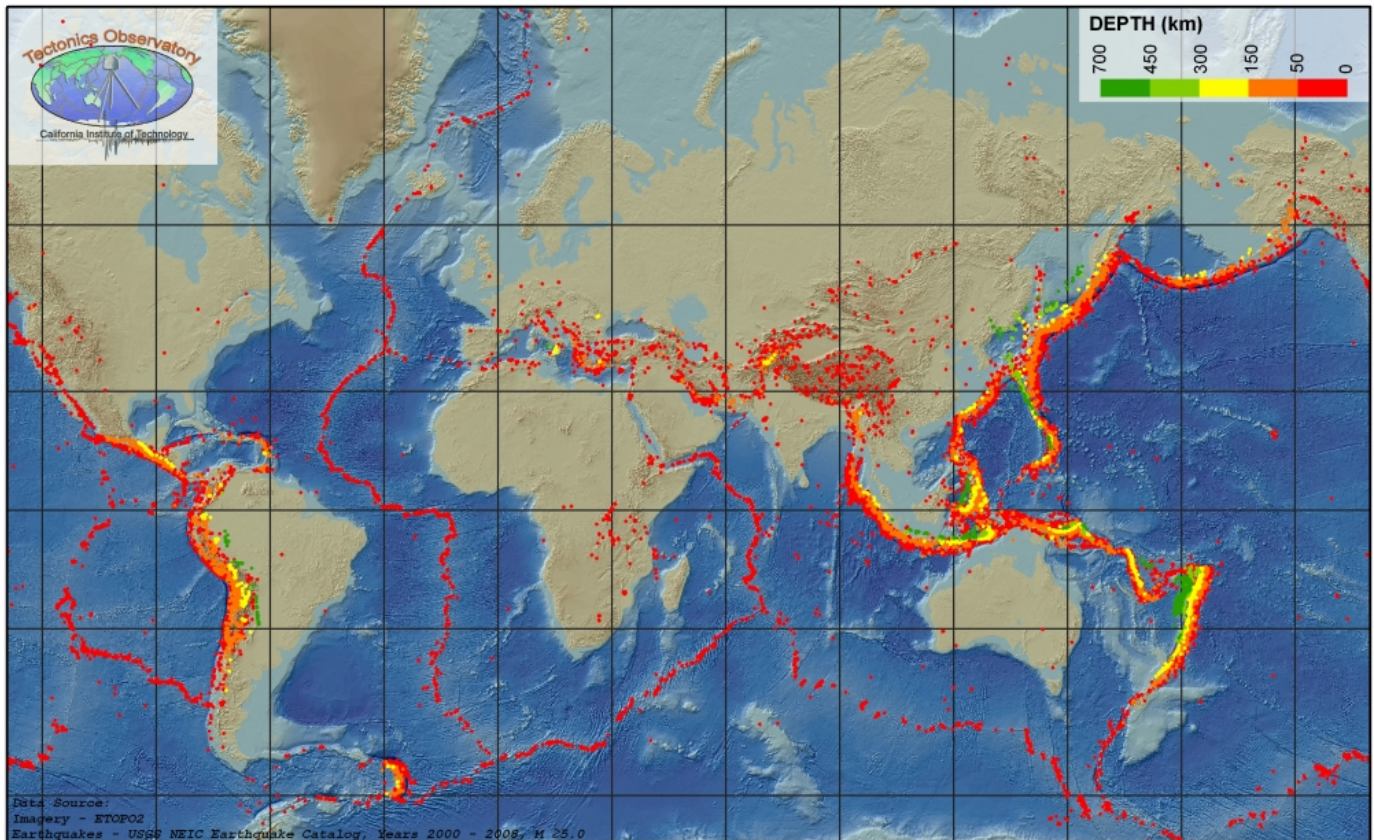 Tectonics Observatory
California Institute of Technology
DEPTH (km)
700 450 300 150 50 0
Data Source:
Imagery - ETOPO2
Earthquakes - USGS NEIC Earthquake Catalog, Years 2000 - 2008, M ≥5.0